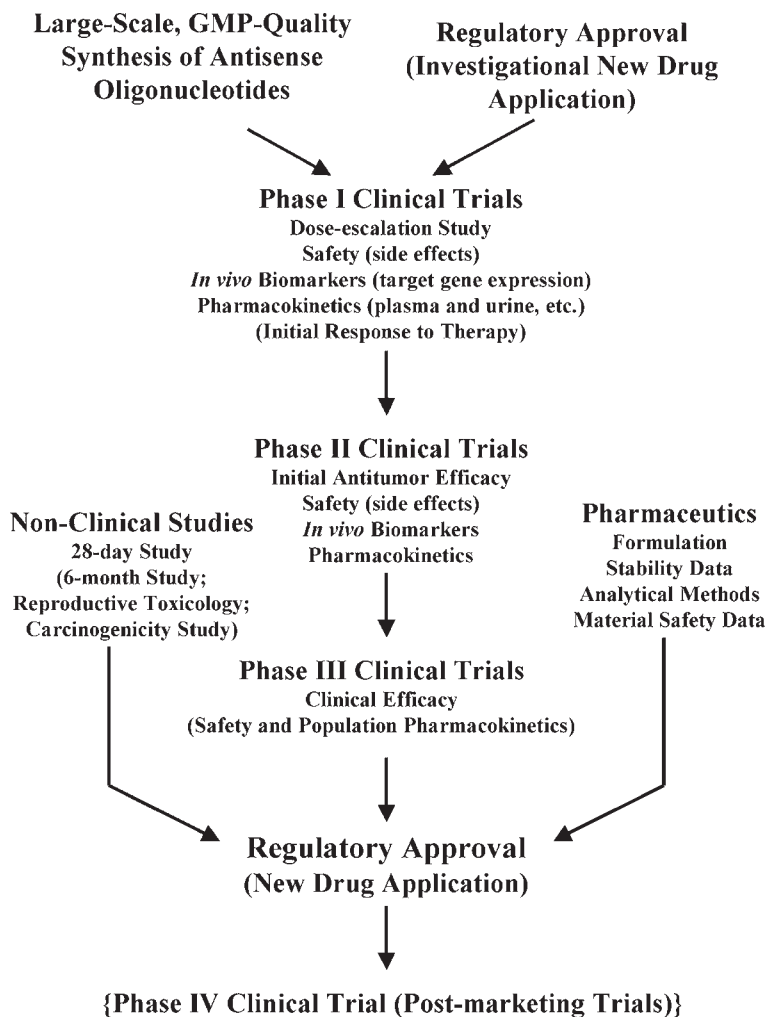 Large-Scale, GMP-Quality
Synthesis of Antisense
Oligonucleotides
Regulatory Approval
(Investigational New Drug
Application)
Phase I Clinical Trials
Dose-escalation Study
Safety (side effects)
In vivo Biomarkers (target gene expression)
Pharmacokinetics (plasma and urine, etc.)
(Initial Response to Therapy)
Phase II Clinical Trials
Initial Antitumor Efficacy
Safety (side effects)
In vivo Biomarkers
Pharmacokinetics
Non-Clinical Studies
28-day Study
(6-month Study;
Reproductive Toxicology;
Carcinogenicity Study)
Pharmaceutics
Formulation
Stability Data
Analytical Methods
Material Safety Data
Phase III Clinical Trials
Clinical Efficacy
(Safety and Population Pharmacokinetics)
Regulatory Approval
(New Drug Application)
{Phase IV Clinical Trial (Post-marketing Trials)}